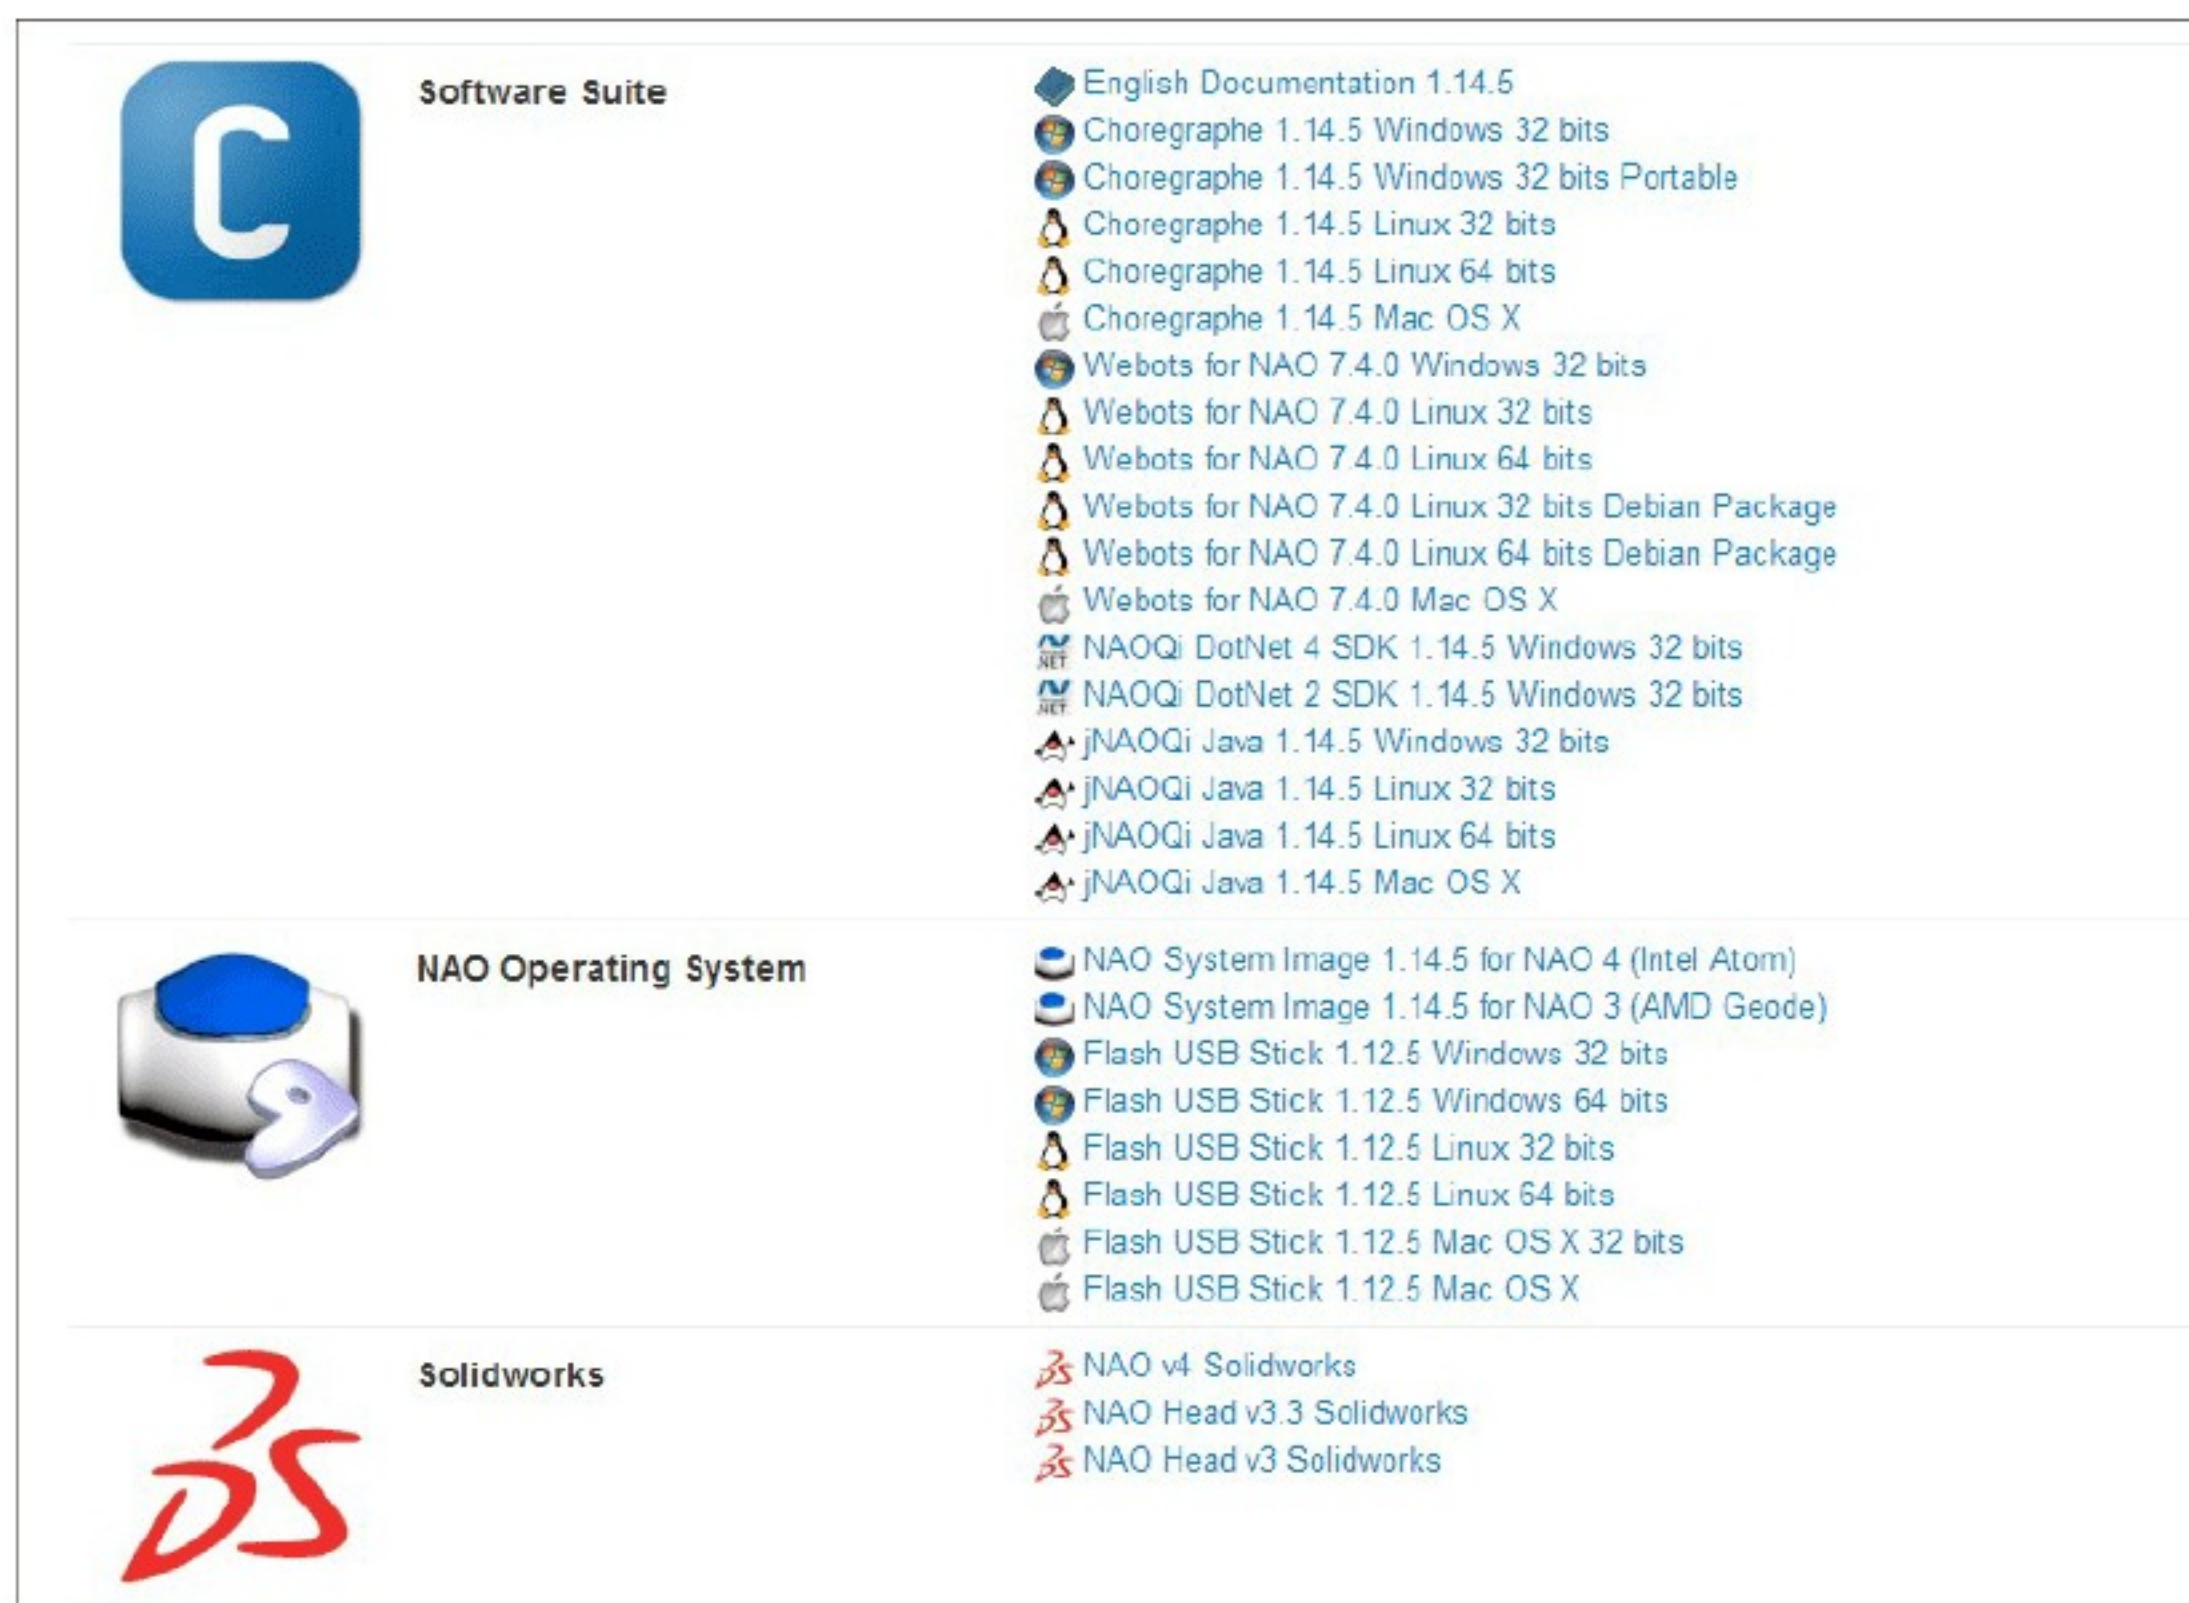 Software Suite
English Documentation 1.14.5
Choregraphe 1.14.5 Windows 32 bits
Choregraphe 1.14.5 Windows 32 bits Portable
Choregraphe 1.14.5 Linux 32 bits
Choregraphe 1.14.5 Linux 64 bits
Choregraphe 1.14.5 Mac OS X
Webots for NAO 7.4.0 Windows 32 bits
Webots for NAO 7.4.0 Linux 32 bits
Webots for NAO 7.4.0 Linux 64 bits
Webots for NAO 7.4.0 Linux 32 bits Debian Package
Webots for NAO 7.4.0 Linux 64 bits Debian Package
Webots for NAO 7.4.0 Mac OS X
NAOQi DotNet 4 SDK 1.14.5 Windows 32 bits
NAOQi DotNet 2 SDK 1.14.5 Windows 32 bits
jNAOQi Java 1.14.5 Windows 32 bits
jNAOQi Java 1.14.5 Linux 32 bits
jNAOQi Java 1.14.5 Linux 64 bits
jNAOQi Java 1.14.5 Mac OS X
NAO Operating System
NAO System Image 1.14.5 for NAO 4 (Intel Atom)
NAO System Image 1.14.5 for NAO 3 (AMD Geode)
Flash USB Stick 1.12.5 Windows 32 bits
Flash USB Stick 1.12.5 Windows 64 bits
Flash USB Stick 1.12.5 Linux 32 bits
Flash USB Stick 1.12.5 Linux 64 bits
Flash USB Stick 1.12.5 Mac OS X 32 bits
Flash USB Stick 1.12.5 Mac OS X
Solidworks
NAO v4 Solidworks
NAO Head v3.3 Solidworks
NAO Head v3 Solidworks